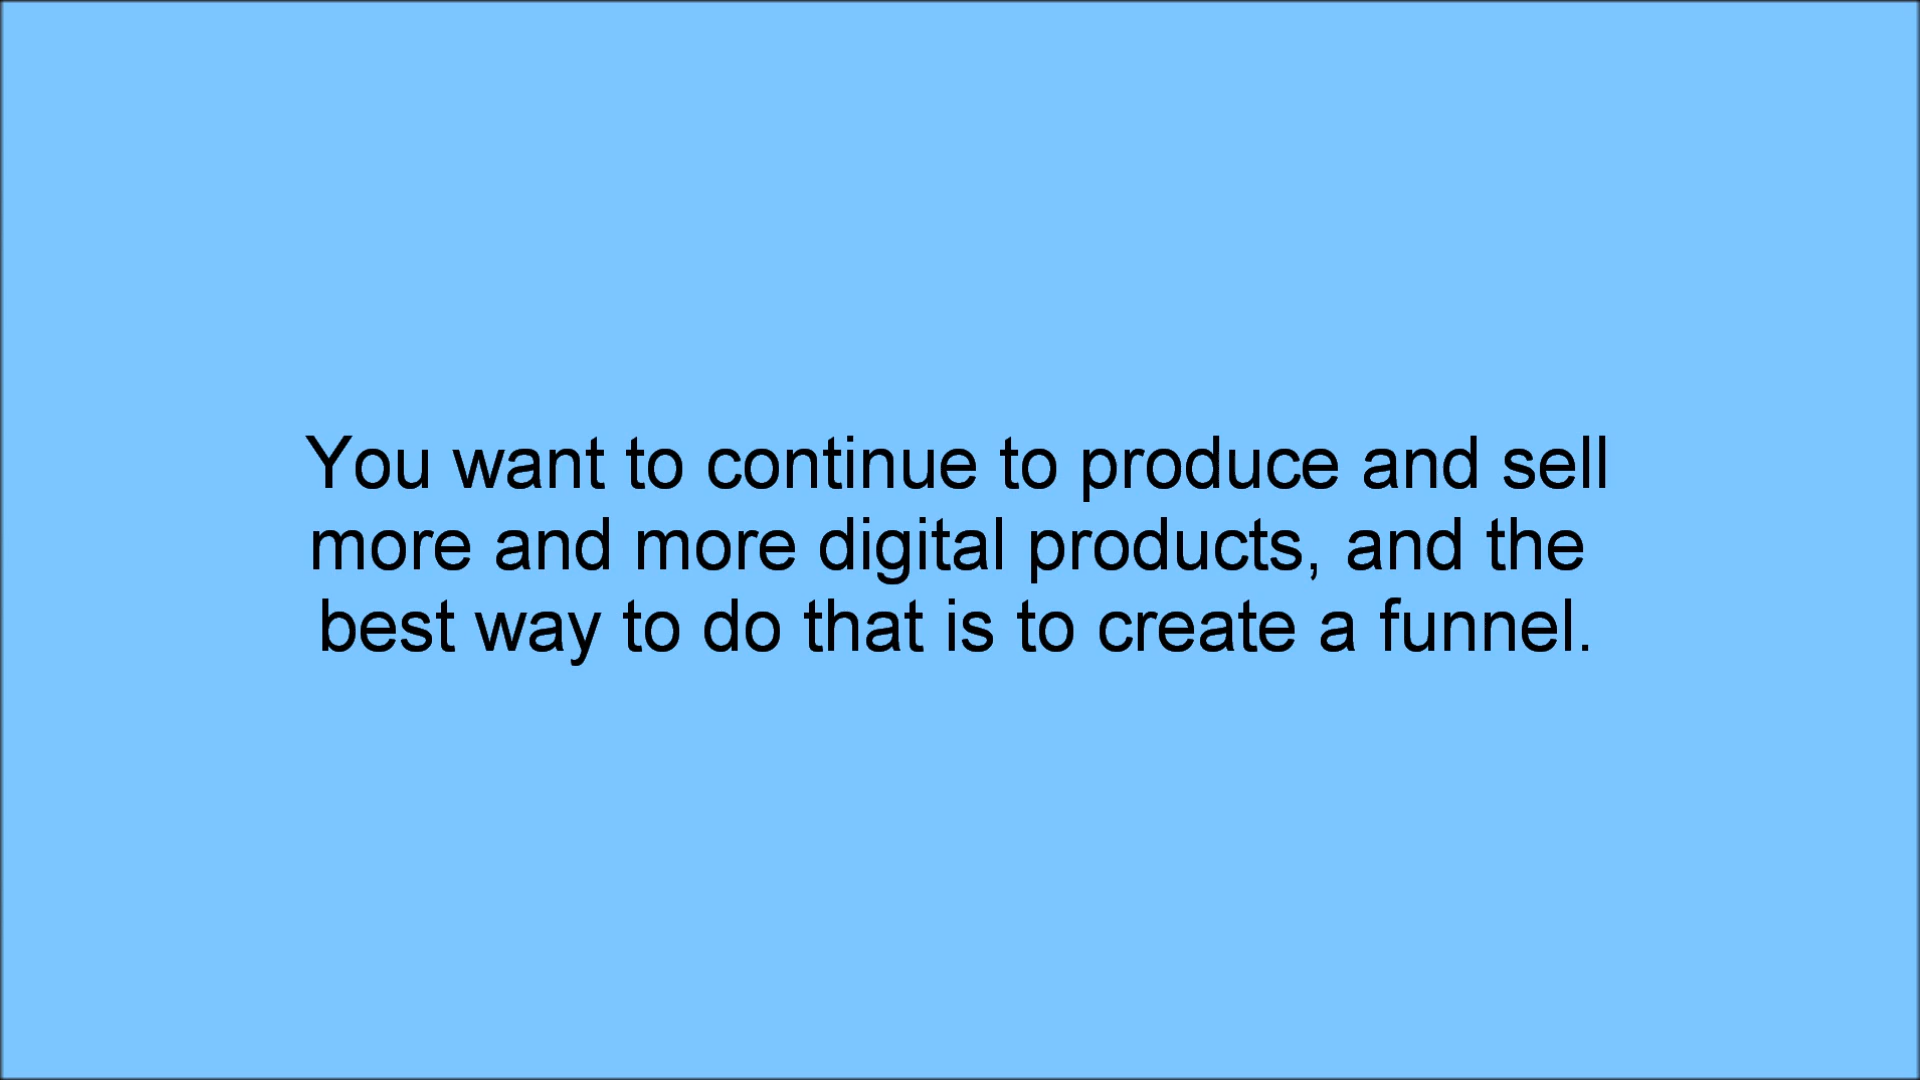 You want to continue to produce and sell
more and more digital products, and the
best way to do that is to create a funnel.